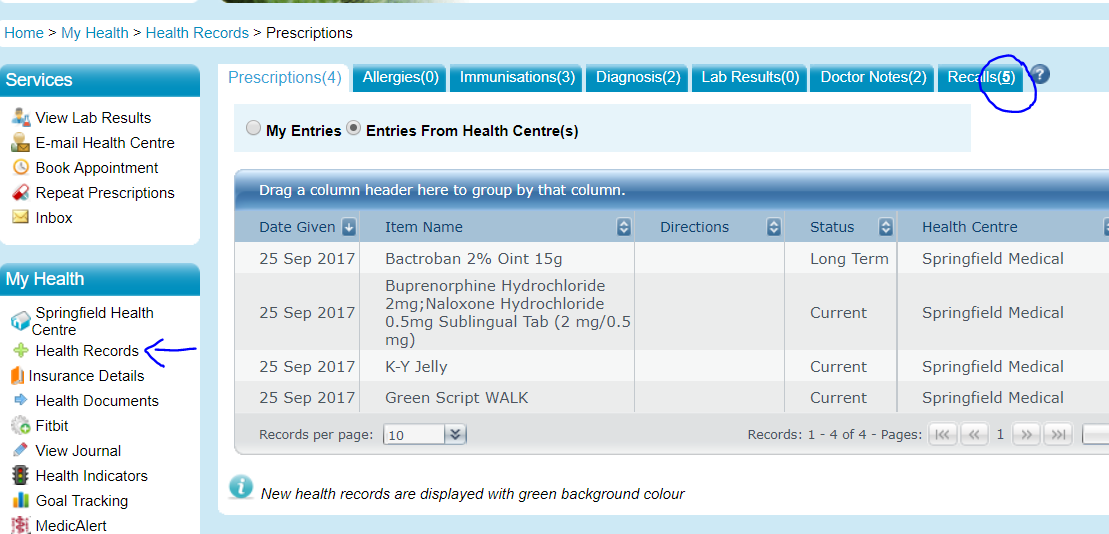 Home > My Health > Health Records > Prescriptions
Services
View Lab Results
E-mail Health Centre
Book Appointment
Repeat Prescriptions
Inbox
My Health
Springfield Health
Centre
Health Records
Insurance Details
Health Documents
Fitbit
View Journal
Health Indicators
Goal Tracking
MedicAlert
Prescriptions(4) Allergies(0) Immunisations(3) Diagnosis(2) Lab Results(0) Doctor Notes(2) Recalls(5) ?
My Entries Entries From Health Centre(s)
Drag a column header here to group by that column.
Date Given Item Name Directions Status Health Centre
25 Sep 2017 Bactroban 2% Oint 15g Long Term Springfield Medical
Buprenorphine Hydrochloride
2mg;Naloxone Hydrochloride
25 Sep 2017 0.5mg Sublingual Tab (2 mg/0.5 Current Springfield Medical
mg)
25 Sep 2017 K-Y Jelly Current Springfield Medical
25 Sep 2017 Green Script WALK Current Springfield Medical
Records per page: 10 Records: 1 - 4 of 4 - Pages: 1
i New health records are displayed with green background colour